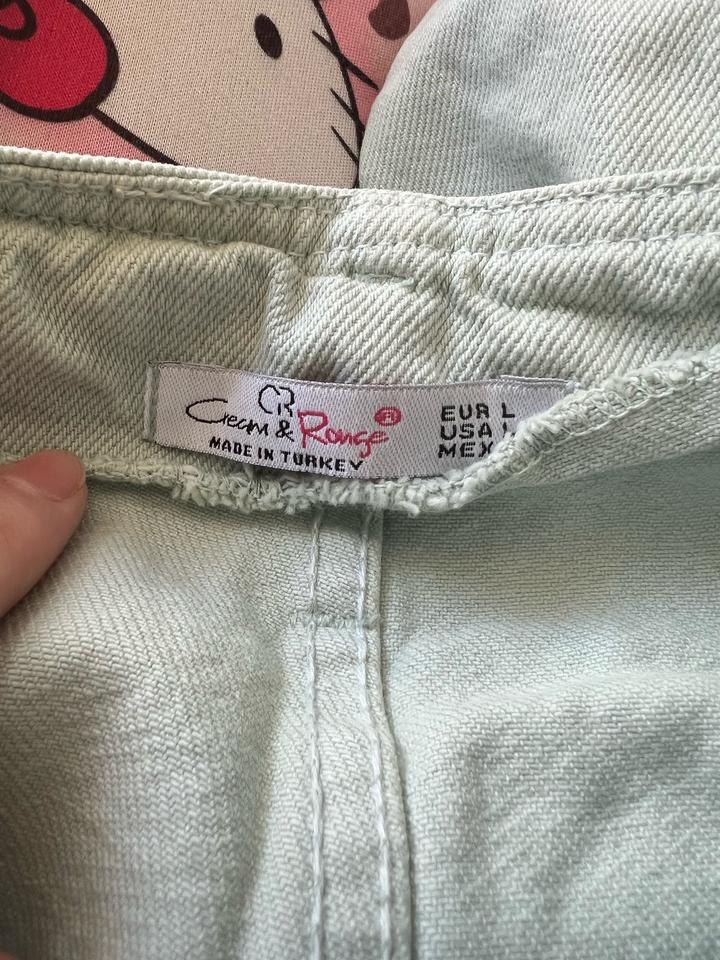 CR
Cream & Rouge®
MADE IN TURKEY
EUR L
USA
MEX